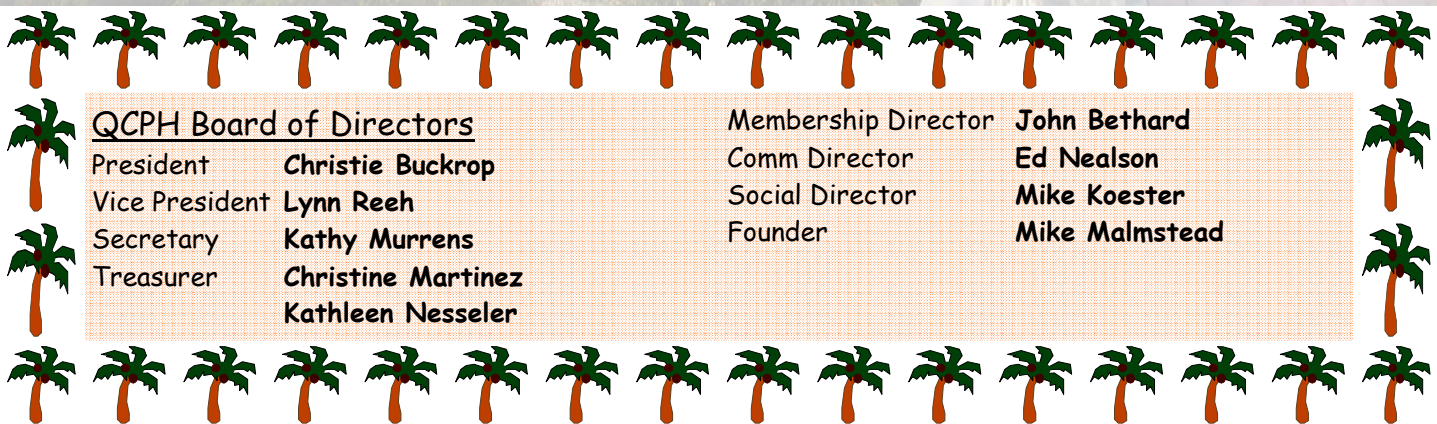 QCPH Board of Directors
President Christie Buckrop
Vice President Lynn Reeh
Secretary Kathy Murrens
Treasurer Christine Martinez
Kathleen Nesseler
Membership Director John Bethard
Comm Director Ed Nealson
Social Director Mike Koester
Founder Mike Malmstead